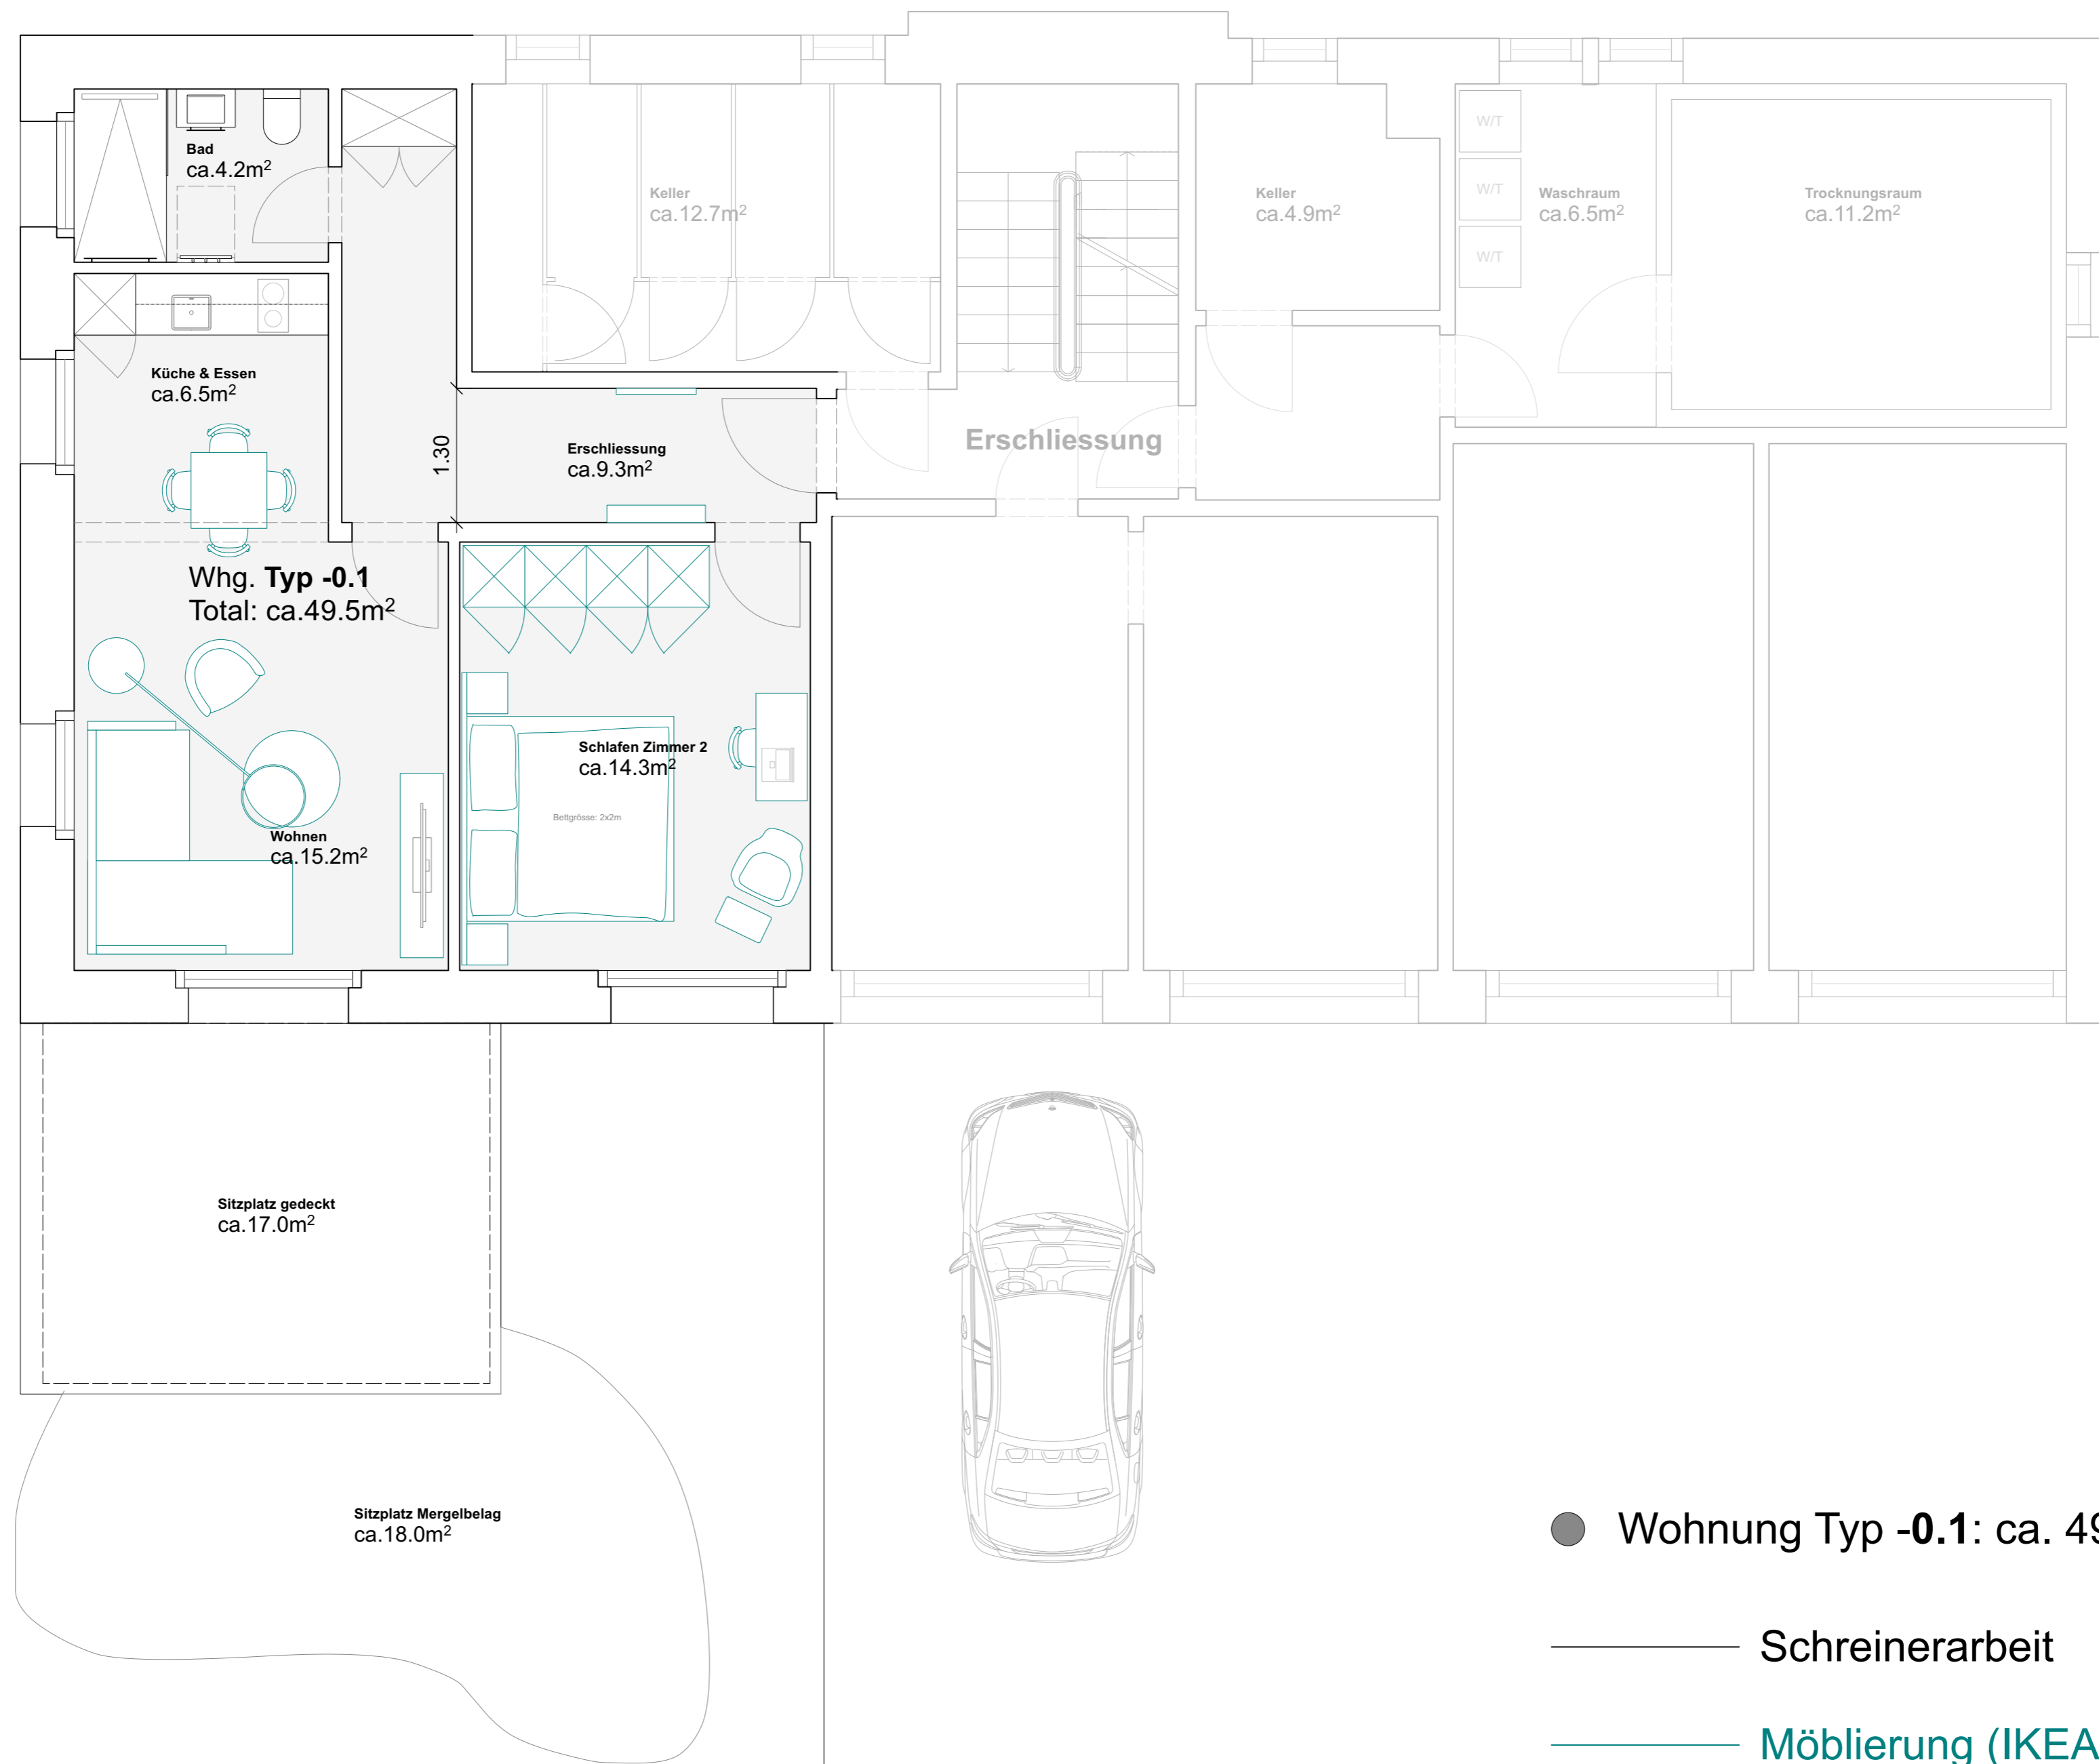 Bad
ca.4.2m²
Keller
ca.12.7m²
Keller
ca.4.9m²
W/T
W/T
W/T
Waschraum
ca.6.5m²
Trocknungsraum
ca.11.2m²
Küche & Essen
ca.6.5m²
1.30
Erschliessung
ca.9.3m²
Erschliessung
Whg. Typ -0.1
Total: ca.49.5m²
Schlafen Zimmer 2
ca.14.3m²
Bettgrösse: 2x2m
Wohnen
ca.15.2m²
Sitzplatz gedeckt
ca.17.0m²
Sitzplatz Mergelbelag
ca.18.0m²
Wohnung Typ -0.1: ca. 49
Schreinerarbeit
Möblierung (IKEA